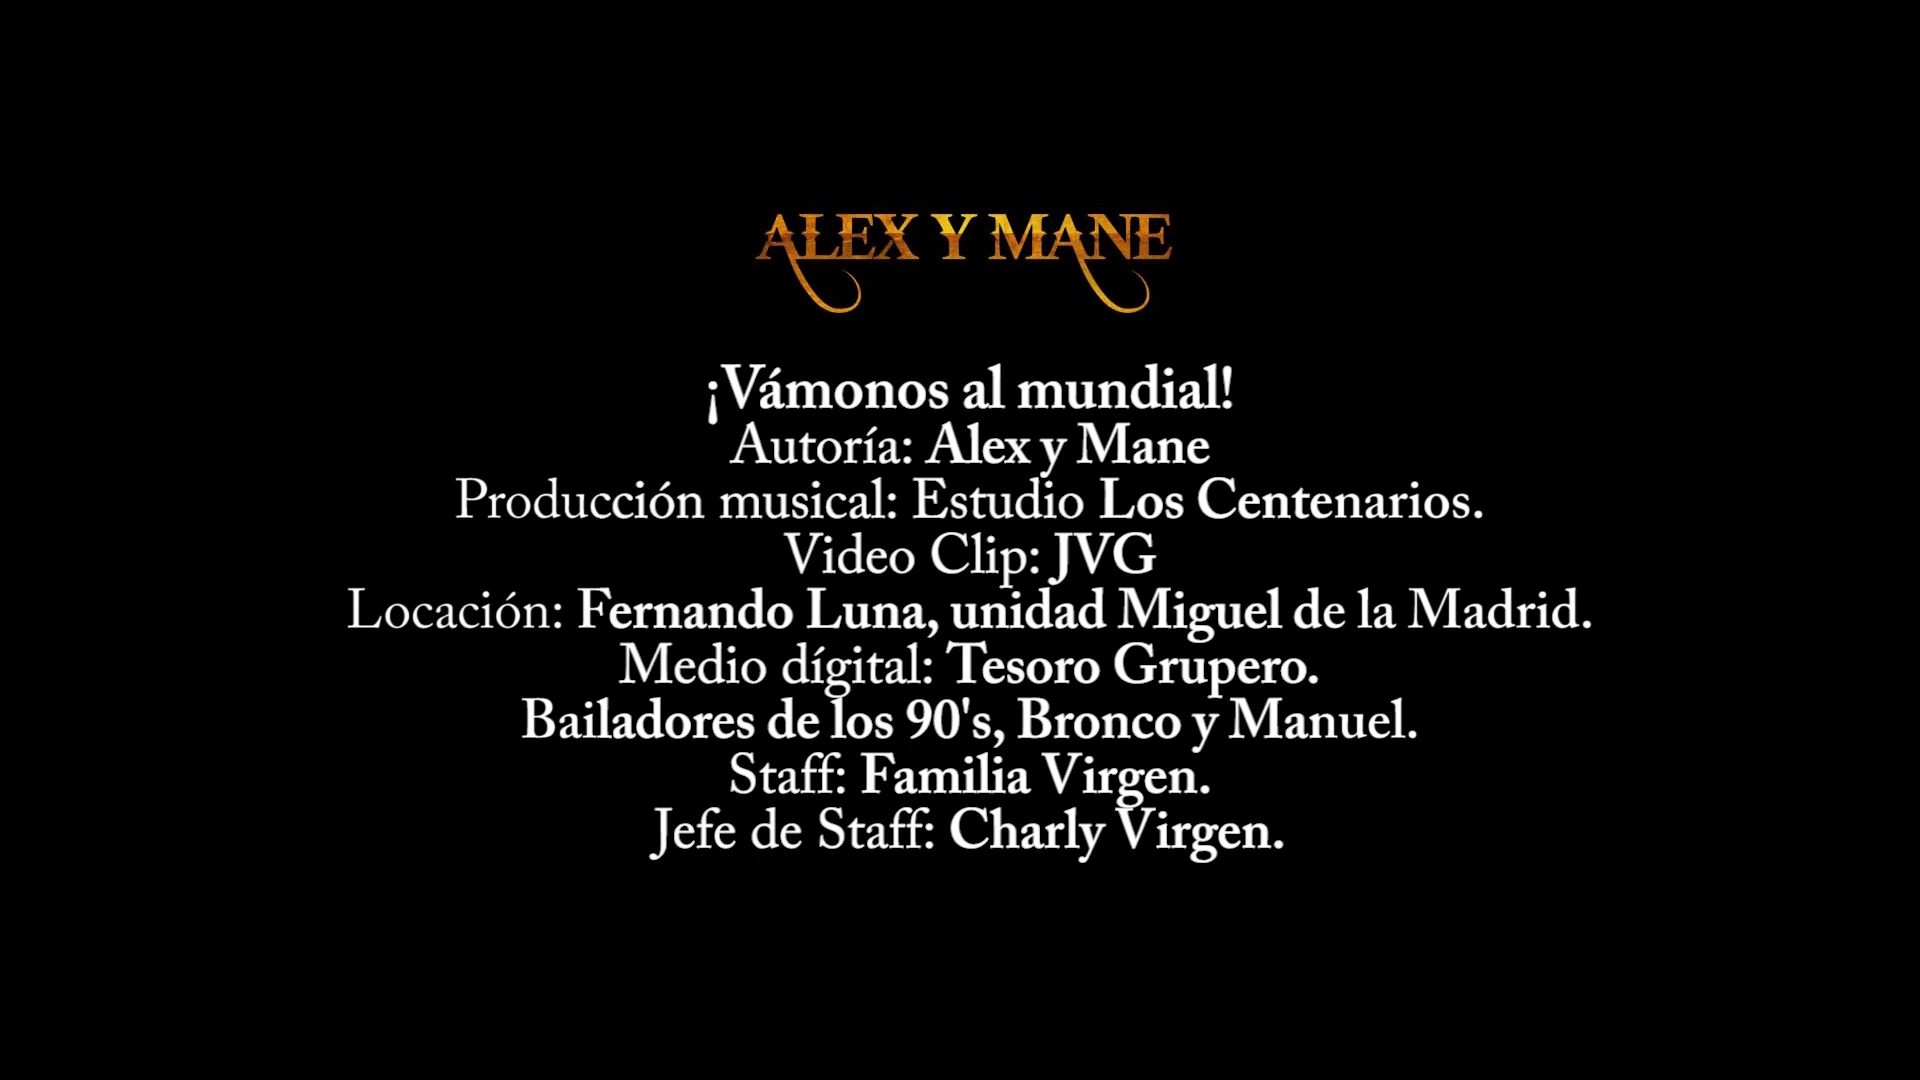 ALEX Y MANE
¡Vámonos al mundial!
Autoría: Alex y Mane
Producción musical: Estudio Los Centenarios.
Video Clip: JVG
Locación: Fernando Luna, unidad Miguel de la Madrid.
Medio dígital: Tesoro Grupero.
Bailadores de los 90's, Bronco y Manuel.
Staff: Familia Virgen.
Jefe de Staff: Charly Virgen.